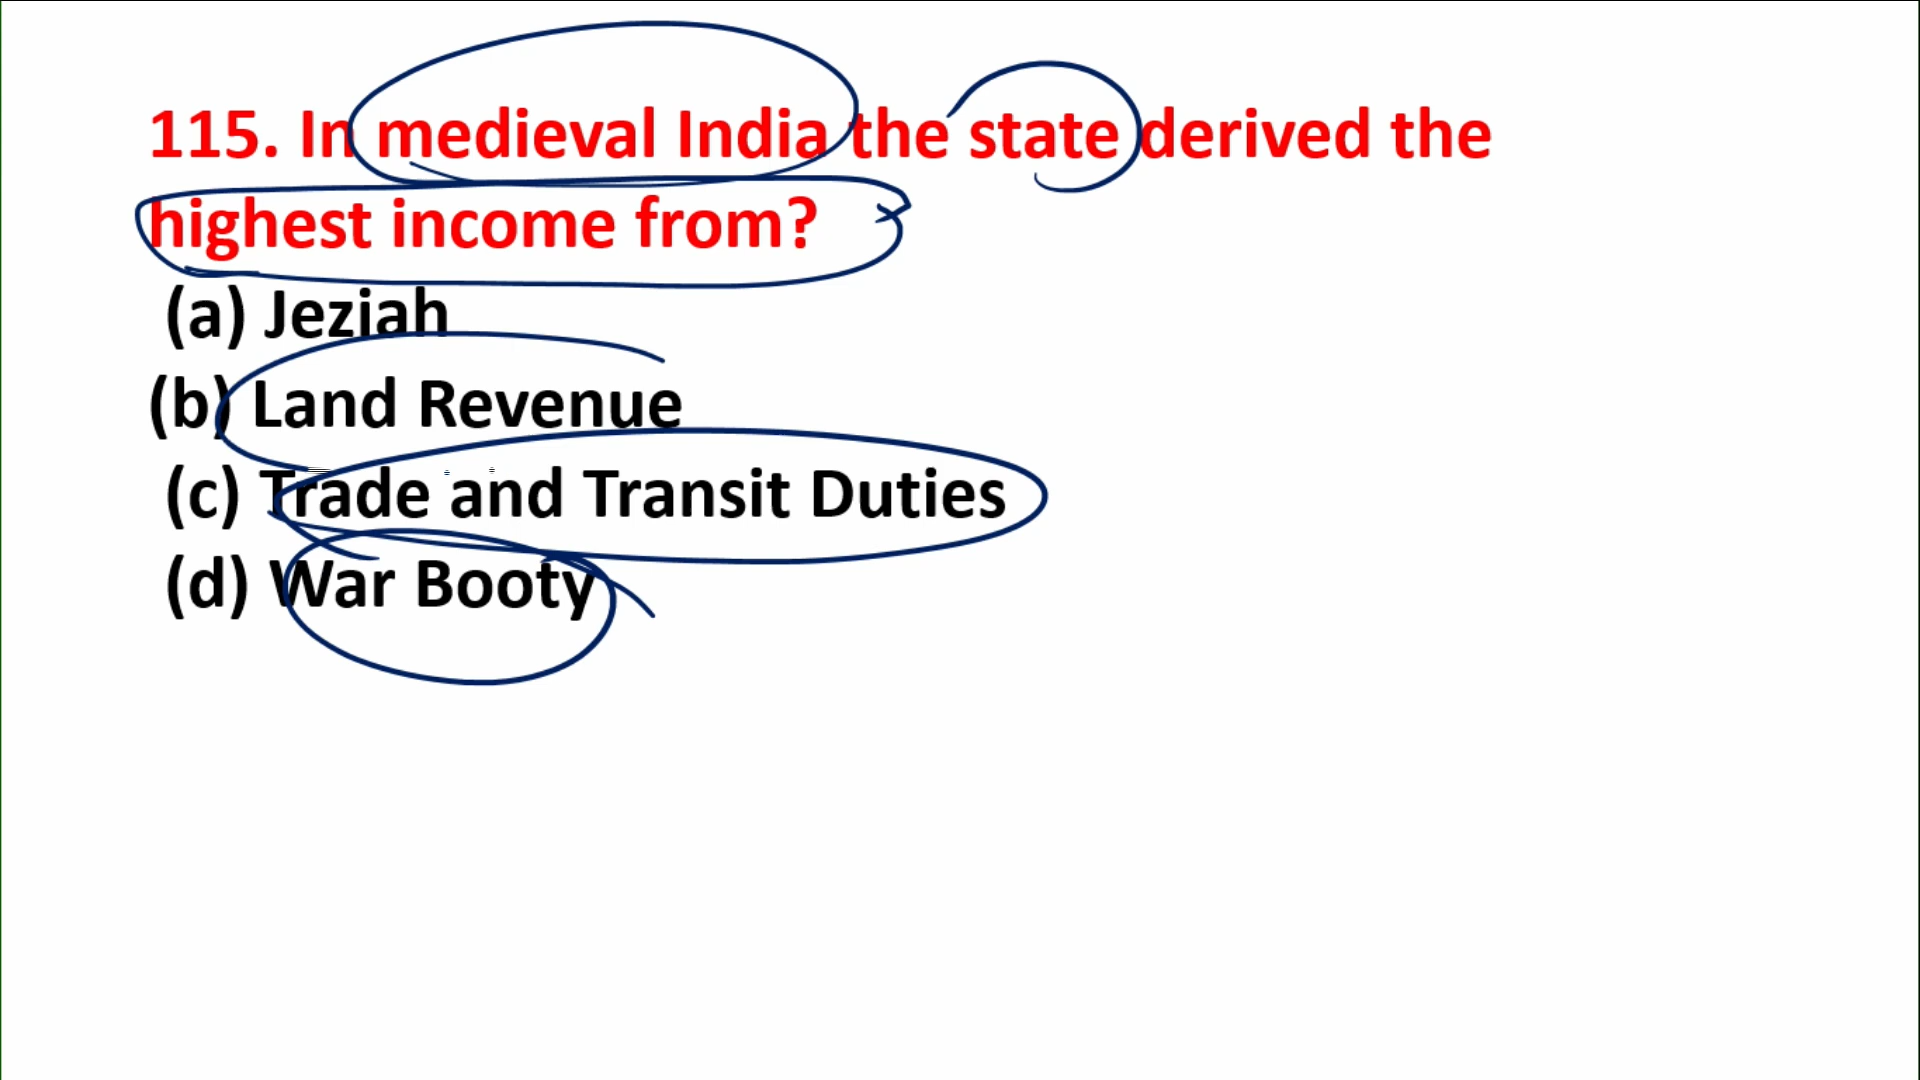 115. In medieval India the state derived the
highest income from?
(a) Jeziah
(b) Land Revenue
(c) Trade and Transit Duties
(d) War Booty